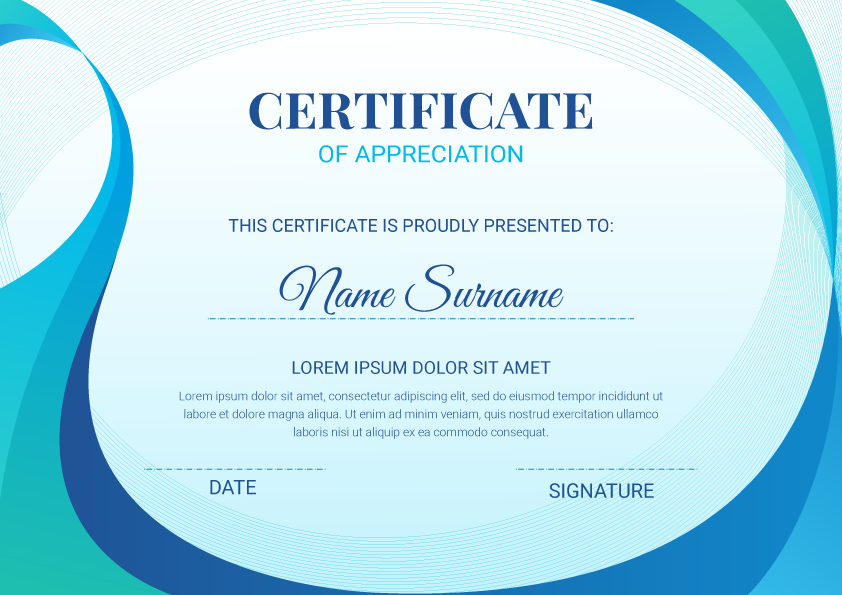 CERTIFICATE
OF APPRECIATION
THIS CERTIFICATE IS PROUDLY PRESENTED TO:
Name Surname
LOREM IPSUM DOLOR SIT AMET
Lorem ipsum dolor sit amet, consectetur adipiscing elit, sed do eiusmod tempor incididunt ut
labore et dolore magna aliqua. Ut enim ad minim veniam, quis nostrud exercitation ullamco
laboris nisi ut aliquip ex ea commodo consequat.
DATE
SIGNATURE